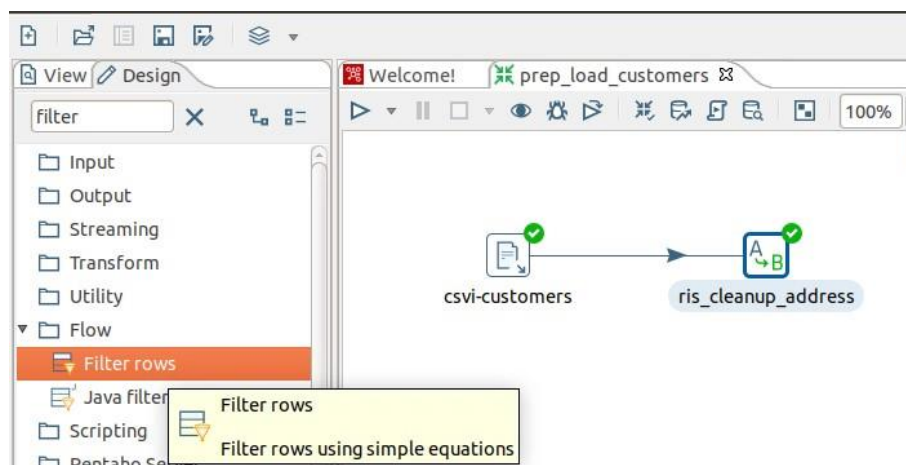 View
Design
Welcome!
prep_load_customers
filter
100%
Input
Output
Streaming
Transform
Utility
Flow
Filter rows
Java filter
Scripting
Filter rows
Filter rows using simple equations
csvi-customers
ris_cleanup_address
A
B